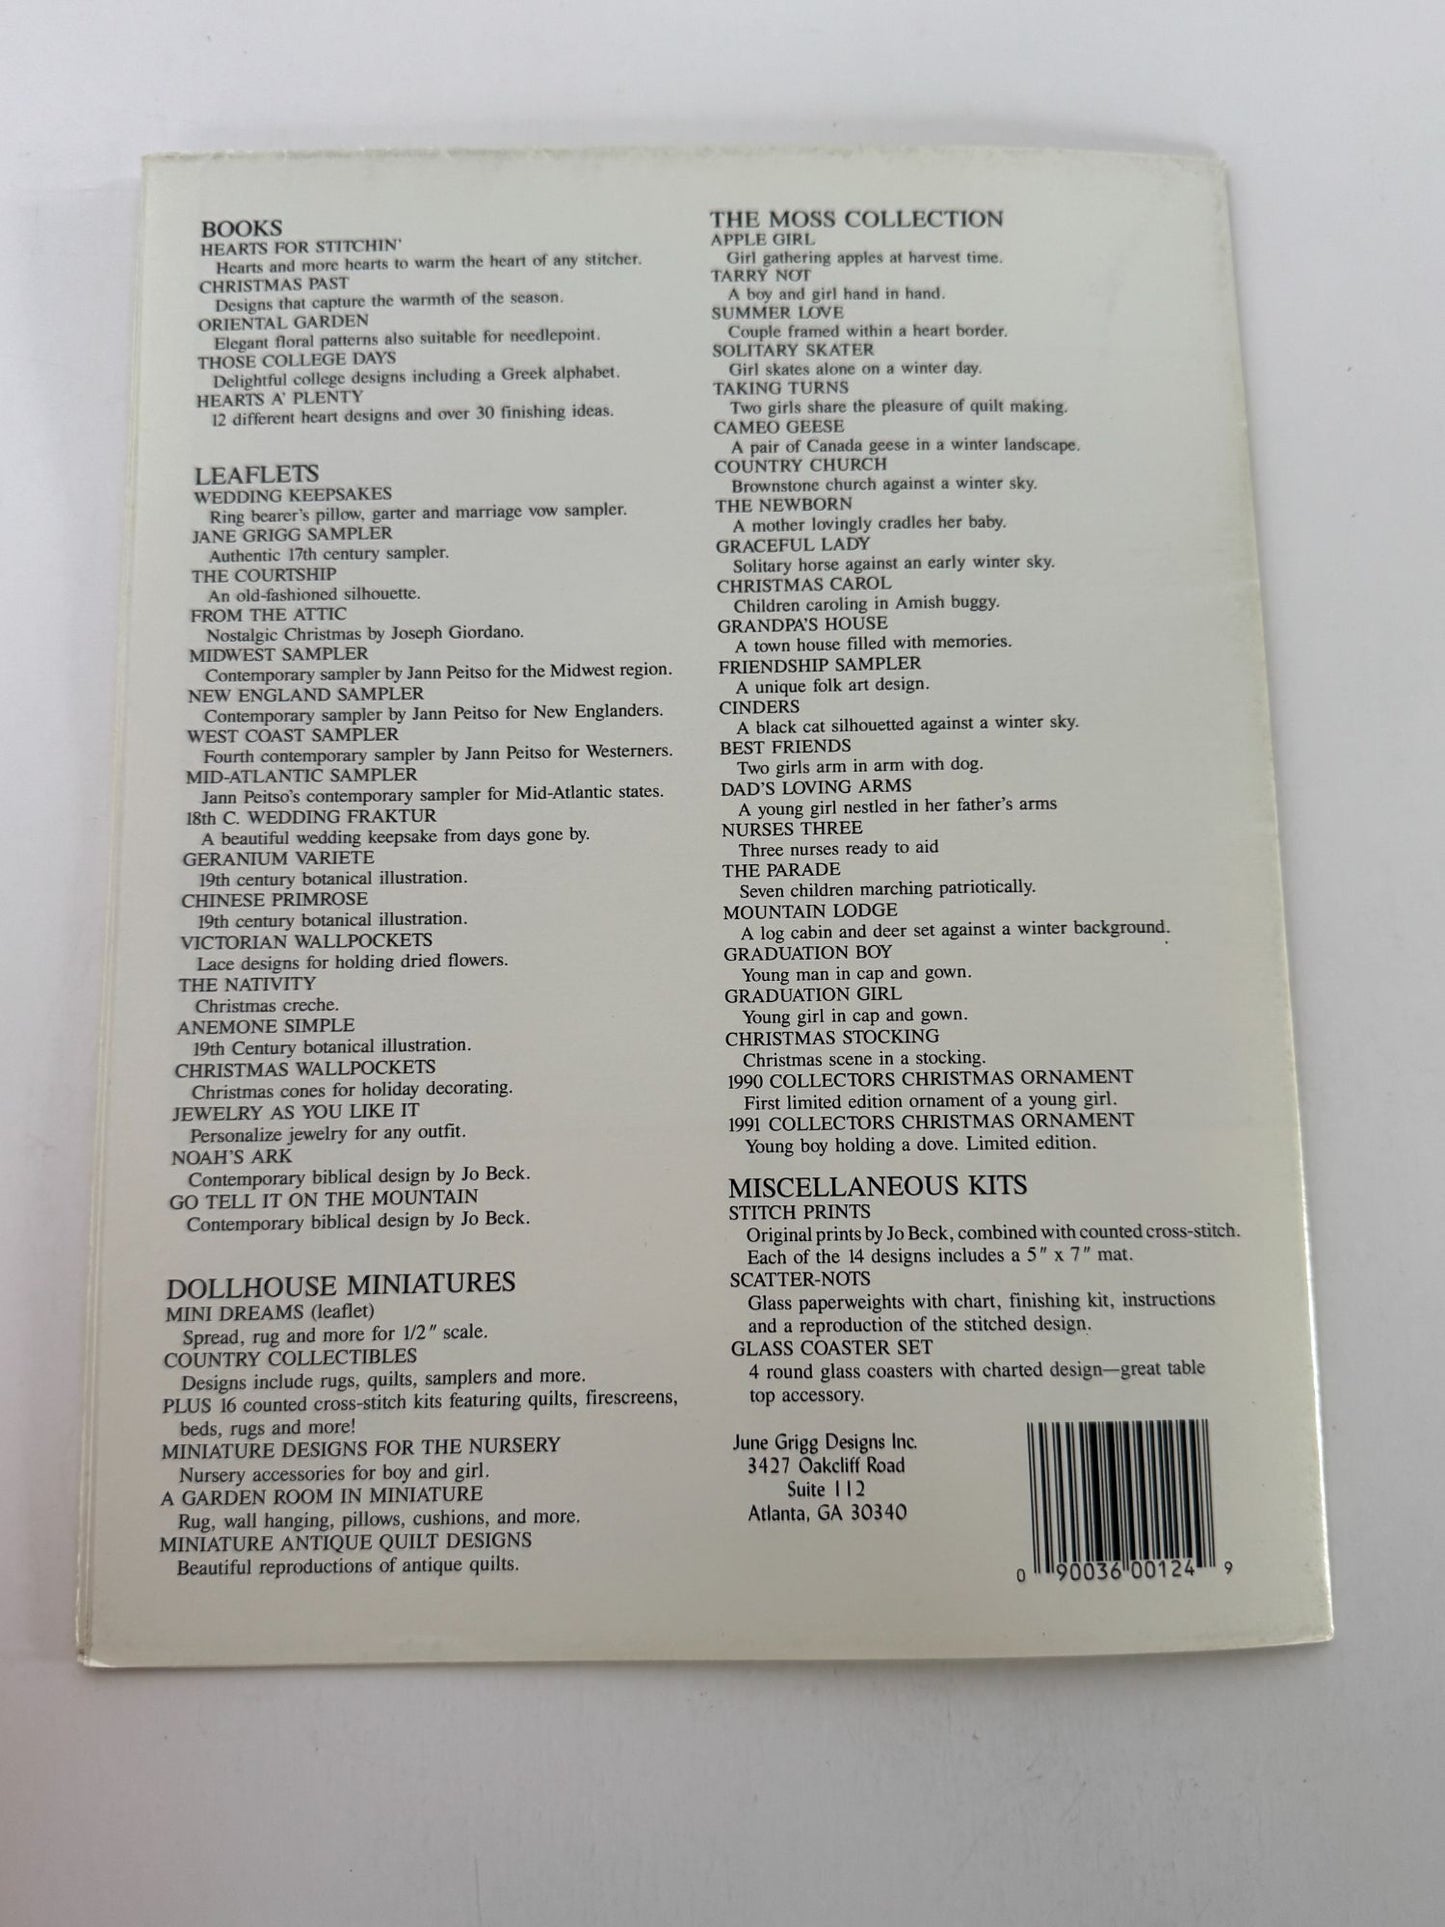 BOOKS
HEARTS FOR STITCHIN'
Hearts and more hearts to warm the heart of any stitcher.
CHRISTMAS PAST
Designs that capture the warmth of the season.
ORIENTAL GARDEN
Elegant floral patterns also suitable for needlepoint.
THOSE COLLEGE DAYS
Delightful college designs including a Greek alphabet.
HEARTS A' PLENTY
12 different heart designs and over 30 finishing ideas.
LEAFLETS
WEDDING KEEPSAKES
Ring bearer's pillow, garter and marriage vow sampler.
JANE GRIGG SAMPLER
Authentic 17th century sampler.
THE COURTSHIP
An old-fashioned silhouette.
FROM THE ATTIC
Nostalgic Christmas by Joseph Giordano.
MIDWEST SAMPLER
Contemporary sampler by Jann Peitso for the Midwest region.
NEW ENGLAND SAMPLER
Contemporary sampler by Jann Peitso for New Englanders.
WEST COAST SAMPLER
Fourth contemporary sampler by Jann Peitso for Westerners.
MID-ATLANTIC SAMPLER
Jann Peitso's contemporary sampler for Mid-Atlantic states.
18th C. WEDDING FRAKTUR
A beautiful wedding keepsake from days gone by.
GERANIUM VARIETE
19th century botanical illustration.
CHINESE PRIMROSE
19th century botanical illustration.
VICTORIAN WALLPOCKETS
Lace designs for holding dried flowers.
THE NATIVITY
Christmas creche.
ANEMONE SIMPLE
19th Century botanical illustration.
CHRISTMAS WALLPOCKETS
Christmas cones for holiday decorating.
JEWELRY AS YOU LIKE IT
Personalize jewelry for any outfit.
NOAH'S ARK
Contemporary biblical design by Jo Beck.
GO TELL IT ON THE MOUNTAIN
Contemporary biblical design by Jo Beck.
DOLLHOUSE MINIATURES
MINI DREAMS (leaflet)
Spread, rug and more for 1/2" scale.
COUNTRY COLLECTIBLES
Designs include rugs, quilts, samplers and more.
PLUS 16 counted cross-stitch kits featuring quilts, firescreens,
beds, rugs and more!
MINIATURE DESIGNS FOR THE NURSERY
Nursery accessories for boy and girl.
A GARDEN ROOM IN MINIATURE
Rug, wall hanging, pillows, cushions, and more.
MINIATURE ANTIQUE QUILT DESIGNS
Beautiful reproductions of antique quilts.
THE MOSS COLLECTION
APPLE GIRL
Girl gathering apples at harvest time.
TARRY NOT
A boy and girl hand in hand.
SUMMER LOVE
Couple framed within a heart border.
SOLITARY SKATER
Girl skates alone on a winter day.
TAKING TURNS
Two girls share the pleasure of quilt making.
CAMEO GEESE
A pair of Canada geese in a winter landscape.
COUNTRY CHURCH
Brownstone church against a winter sky.
THE NEWBORN
A mother lovingly cradles her baby.
GRACEFUL LADY
Solitary horse against an early winter sky.
CHRISTMAS CAROL
Children caroling in Amish buggy.
GRANDPA'S HOUSE
A town house filled with memories.
FRIENDSHIP SAMPLER
A unique folk art design.
CINDERS
A black cat silhouetted against a winter sky.
BEST FRIENDS
Two girls arm in arm with dog.
DAD'S LOVING ARMS
A young girl nestled in her father's arms
NURSES THREE
Three nurses ready to aid
THE PARADE
Seven children marching patriotically.
MOUNTAIN LODGE
A log cabin and deer set against a winter background.
GRADUATION BOY
Young man in cap and gown.
GRADUATION GIRL
Young girl in cap and gown.
CHRISTMAS STOCKING
Christmas scene in a stocking.
1990 COLLECTORS CHRISTMAS ORNAMENT
First limited edition ornament of a young girl.
1991 COLLECTORS CHRISTMAS ORNAMENT
Young boy holding a dove. Limited edition.
MISCELLANEOUS KITS
STITCH PRINTS
Original prints by Jo Beck, combined with counted cross-stitch.
Each of the 14 designs includes a 5" x 7" mat.
SCATTER-NOTS
Glass paperweights with chart, finishing kit, instructions
and a reproduction of the stitched design.
GLASS COASTER SET
4 round glass coasters with charted design—great table
top accessory.
June Grigg Designs Inc.
3427 Oakcliff Road
Suite 112
Atlanta, GA 30340
0 90036 00124 9